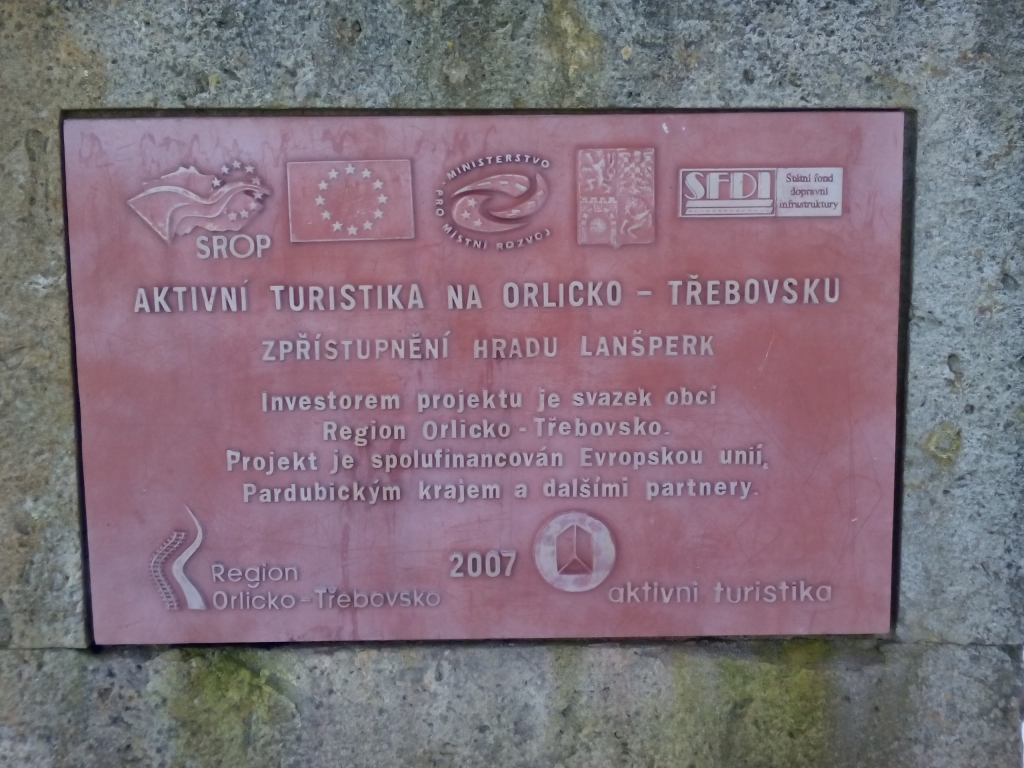 SROP
MINISTERSTVO
PRO MÍSTNÍ ROZVOJ
SFDI
Státní fond
dopravní
infrastruktury
AKTIVNÍ TURISTIKA NA ORLICKO - TŘEBOVSKU
ZPŘÍSTUPNĚNÍ HRADU LANŠPERK
Investorem projektu je svazek obcí
Region Orlicko - Třebovsko.
Projekt je spolufinancován Evropskou unií,
Pardubickým krajem a dalšími partnery.
Region
Orlicko - Třebovsko
2007
aktivní turistika